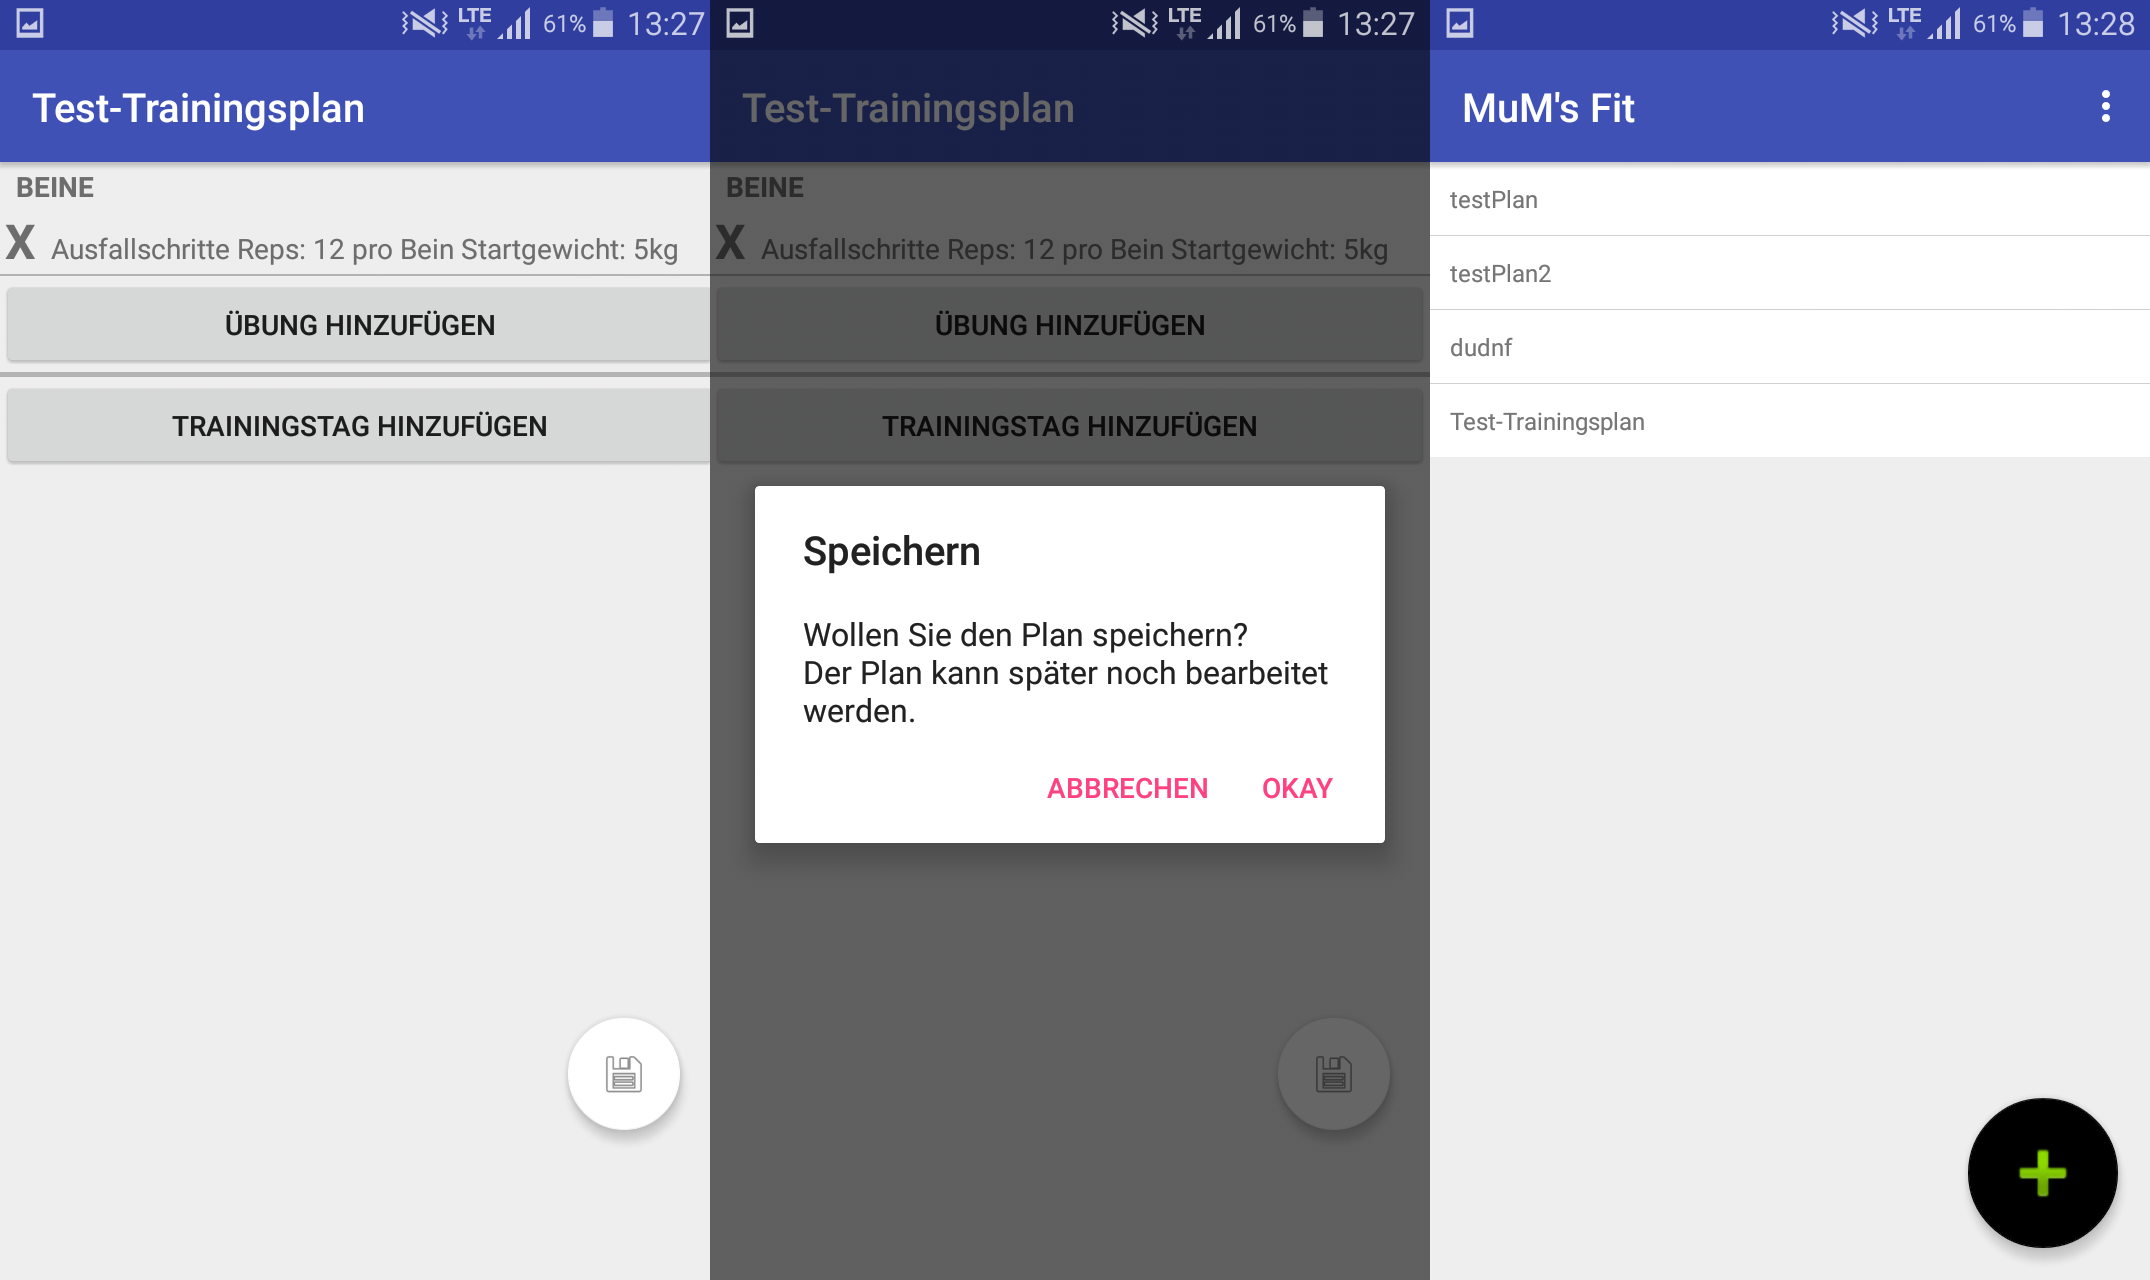 LTE 61% 13:27
Test-Trainingsplan
BEINE
X Ausfallschritte Reps: 12 pro Bein Startgewicht: 5kg
ÜBUNG HINZUFÜGEN
TRAININGSTAG HINZUFÜGEN
LTE 61% 13:27
Test-Trainingsplan
BEINE
X Ausfallschritte Reps: 12 pro Bein Startgewicht: 5kg
ÜBUNG HINZUFÜGEN
TRAININGSTAG HINZUFÜGEN
Speichern
Wollen Sie den Plan speichern?
Der Plan kann später noch bearbeitet
werden.
ABBRECHEN OKAY
LTE 61% 13:28
MuM's Fit
testPlan
testPlan2
dudnf
Test-Trainingsplan